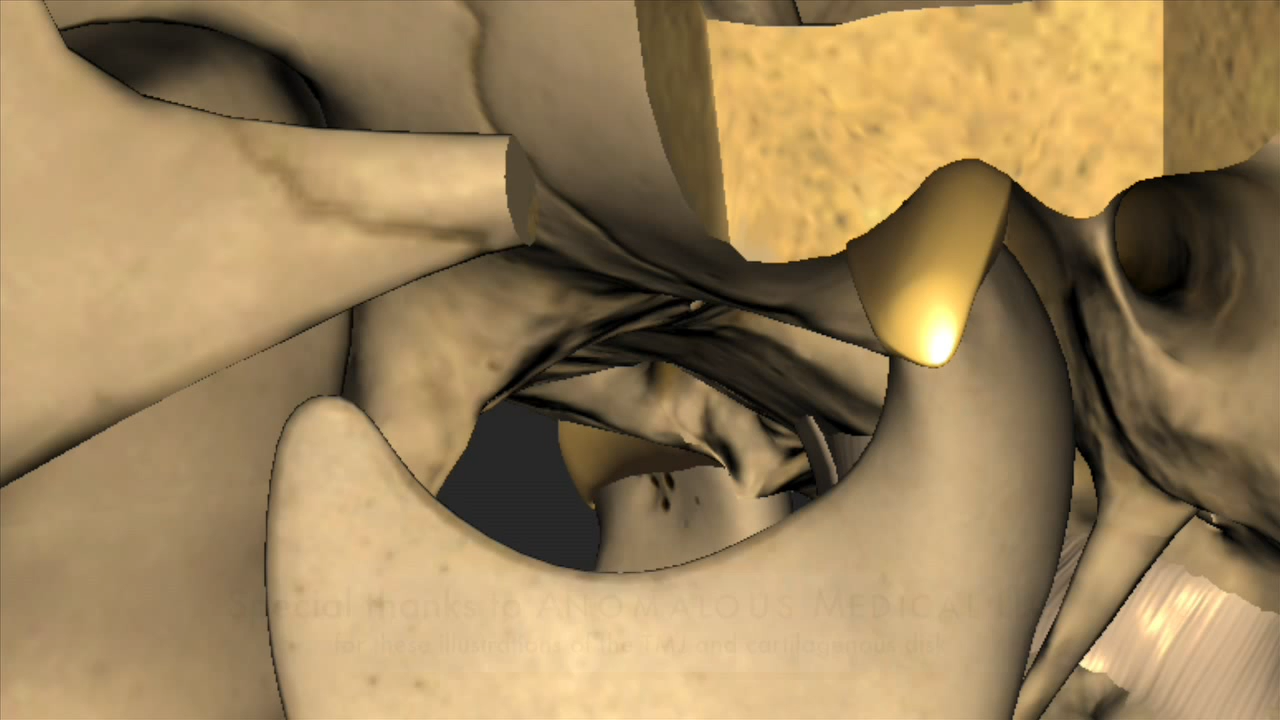 Special thanks to ANOMALOUS MEDICAL
for these illustrations of the TMJ and cartilagenous disk